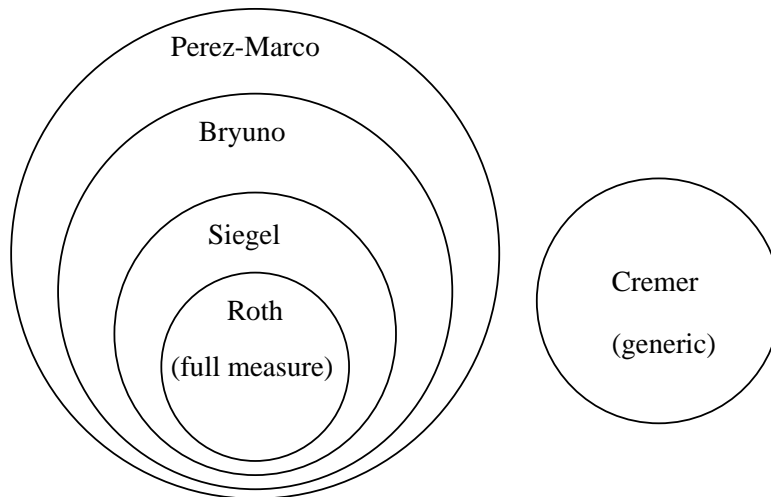 Perez-Marco
Bryuno
Siegel
Roth
(full measure)
Cremer
(generic)